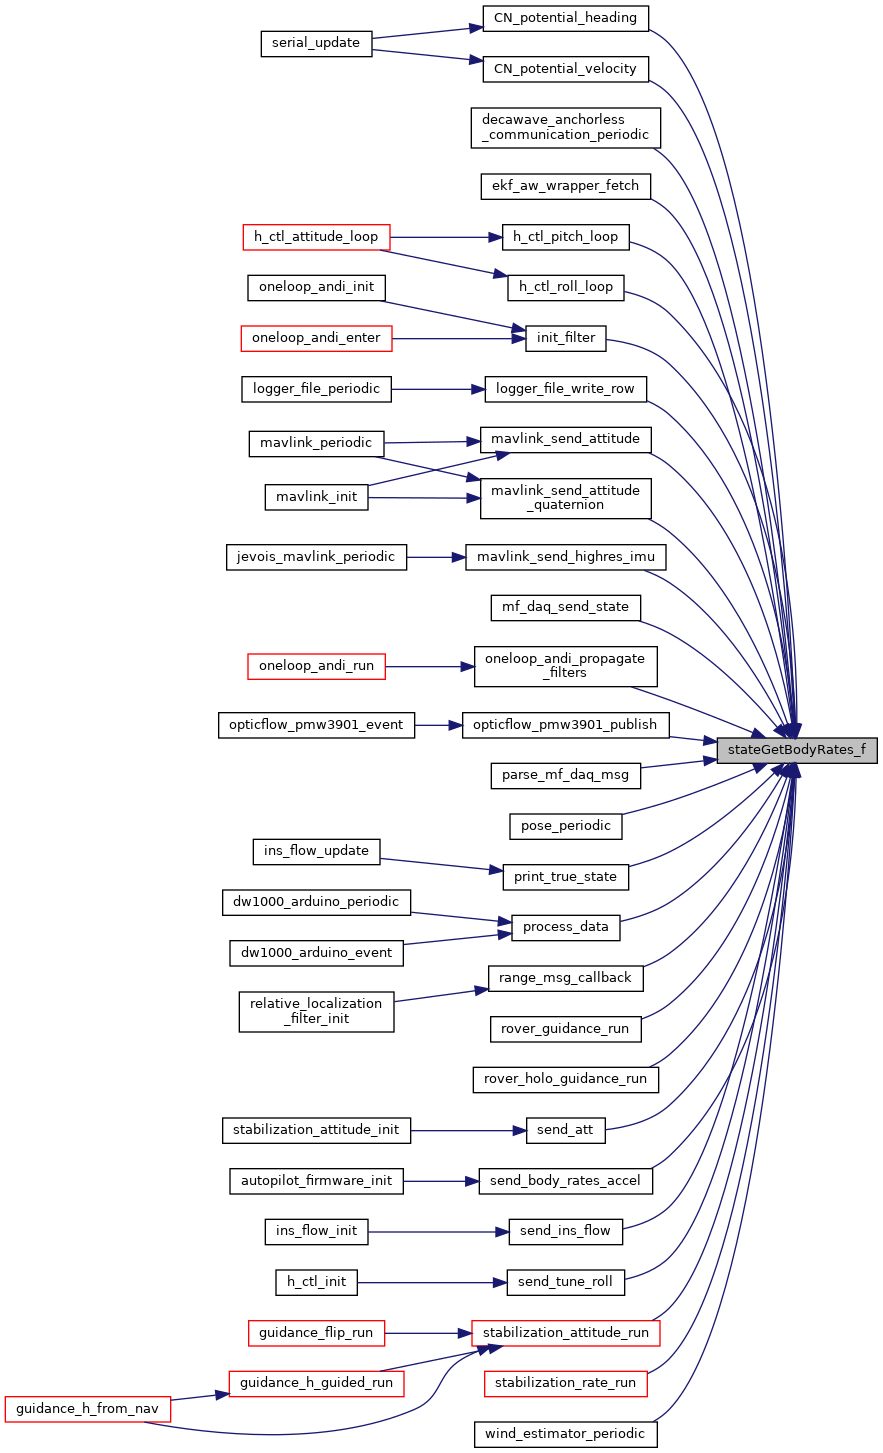 CN_potential_heading
serial_update
CN_potential_velocity
decawave_anchorless
_communication_periodic
ekf_aw_wrapper_fetch
h_ctl_attitude_loop
h_ctl_pitch_loop
oneloop_andi_init
h_ctl_roll_loop
oneloop_andi_enter
init_filter
logger_file_periodic
logger_file_write_row
mavlink_periodic
mavlink_send_attitude
mavlink_init
mavlink_send_attitude
_quaternion
jevois_mavlink_periodic
mavlink_send_highres_imu
mf_daq_send_state
oneloop_andi_run
oneloop_andi_propagate
_filters
opticflow_pmw3901_event
opticflow_pmw3901_publish
stateGetBodyRates_f
parse_mf_daq_msg
pose_periodic
ins_flow_update
print_true_state
dw1000_arduino_periodic
process_data
dw1000_arduino_event
range_msg_callback
relative_localization
_filter_init
rover_guidance_run
rover_holo_guidance_run
stabilization_attitude_init
send_att
autopilot_firmware_init
send_body_rates_accel
ins_flow_init
send_ins_flow
h_ctl_init
send_tune_roll
guidance_flip_run
stabilization_attitude_run
guidance_h_guided_run
stabilization_rate_run
guidance_h_from_nav
wind_estimator_periodic